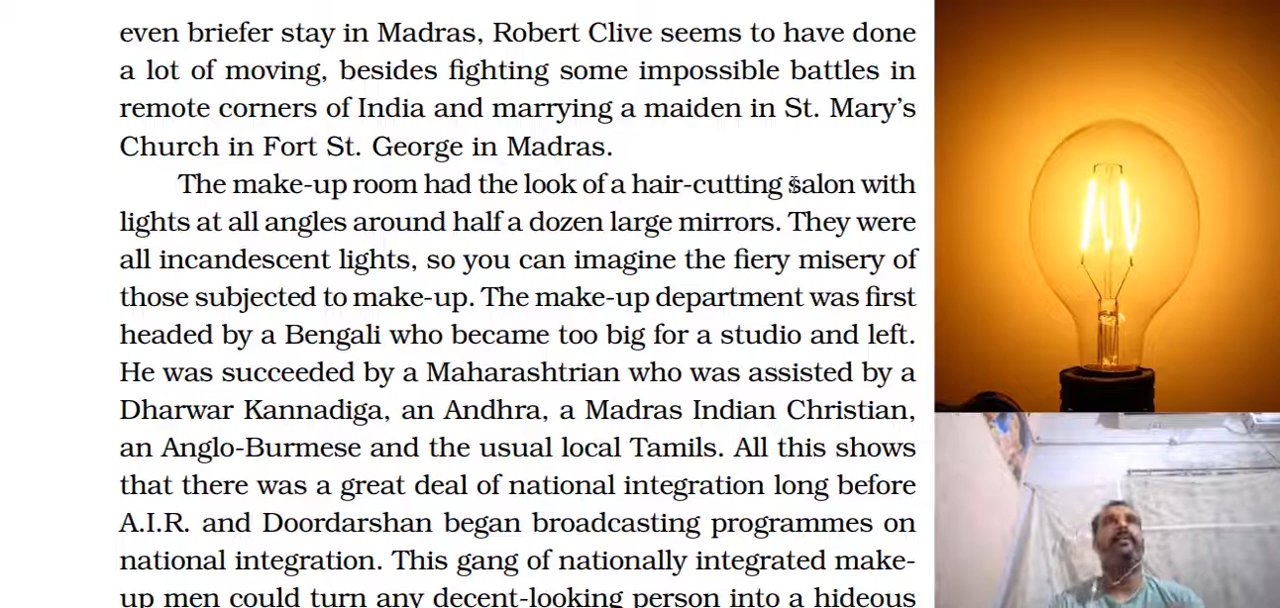 even briefer stay in Madras, Robert Clive seems to have done
a lot of moving, besides fighting some impossible battles in
remote corners of India and marrying a maiden in St. Mary's
Church in Fort St. George in Madras.
The make-up room had the look of a hair-cutting salon with
lights at all angles around half a dozen large mirrors. They were
all incandescent lights, so you can imagine the fiery misery of
those subjected to make-up. The make-up department was first
headed by a Bengali who became too big for a studio and left.
He was succeeded by a Maharashtrian who was assisted by a
Dharwar Kannadiga, an Andhra, a Madras Indian Christian,
an Anglo-Burmese and the usual local Tamils. All this shows
that there was a great deal of national integration long before
A.I.R. and Doordarshan began broadcasting programmes on
national integration. This gang of nationally integrated make-
up men could turn any decent-looking person into a hideous